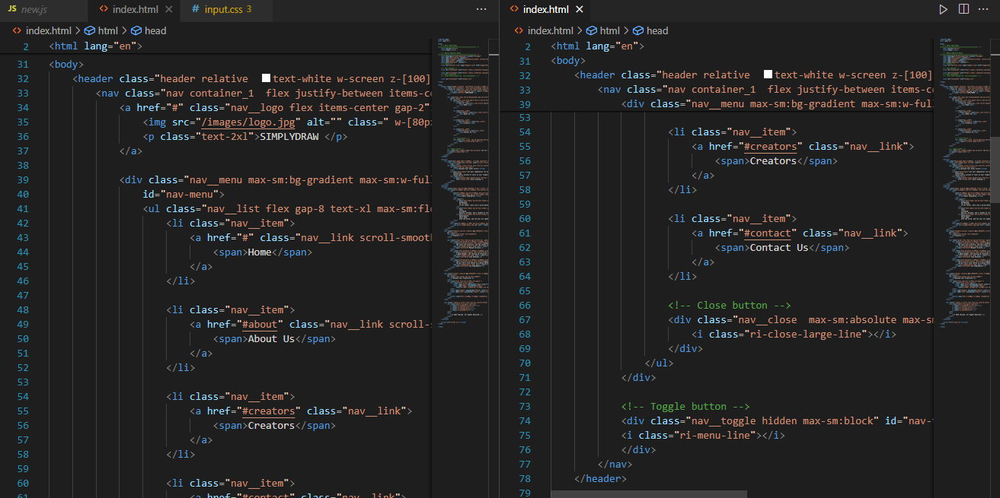 JS new.js
index.html
# input.css 3
index.html > html > head
2 <html lang="en">
31 <body>
32 <header class="header relative text-white w-screen z-[100]
33 <nav class="nav container_1  flex justify-between items-c
34 <a href="#" class="nav__logo flex items-center gap-2"
35 <img src="/images/logo.jpg" alt="" class=" w-[80p
36 <p class="text-2xl">SIMPLYDRAW </p>
37 </a>
38
39 <div class="nav__menu max-sm:bg-gradient max-sm:w-ful
40 id="nav-menu">
41 <ul class="nav__list flex gap-8 text-xl max-sm:fle
42 <li class="nav__item">
43 <a href="#" class="nav__link scroll-smoot
44 <span>Home</span>
45 </a>
46 </li>
47
48 <li class="nav__item">
49 <a href="#about" class="nav__link scroll-
50 <span>About Us</span>
51 </a>
52 </li>
53
54 <li class="nav__item">
55 <a href="#creators" class="nav__link">
56 <span>Creators</span>
57 </a>
58 </li>
59
60 <li class="nav__item">
61 <a href="#contact" class="nav__link">
index.html
index.html > html > head
2 <html lang="en">
31 <body>
32 <header class="header relative text-white w-screen z-[100]
33 <nav class="nav container_1  flex justify-between items-c
39 <div class="nav__menu max-sm:bg-gradient max-sm:w-ful
53
54 <li class="nav__item">
55 <a href="#creators" class="nav__link">
56 <span>Creators</span>
57 </a>
58 </li>
59
60 <li class="nav__item">
61 <a href="#contact" class="nav__link">
62 <span>Contact Us</span>
63 </a>
64 </li>
65
66 <!-- Close button -->
67 <div class="nav__close  max-sm:absolute max-s
68 <i class="ri-close-large-line"></i>
69 </div>
70 </ul>
71 </div>
72
73 <!-- Toggle button -->
74 <div class="nav__toggle hidden max-sm:block" id="nav-
75 <i class="ri-menu-line"></i>
76 </div>
77 </nav>
78 </header>
79